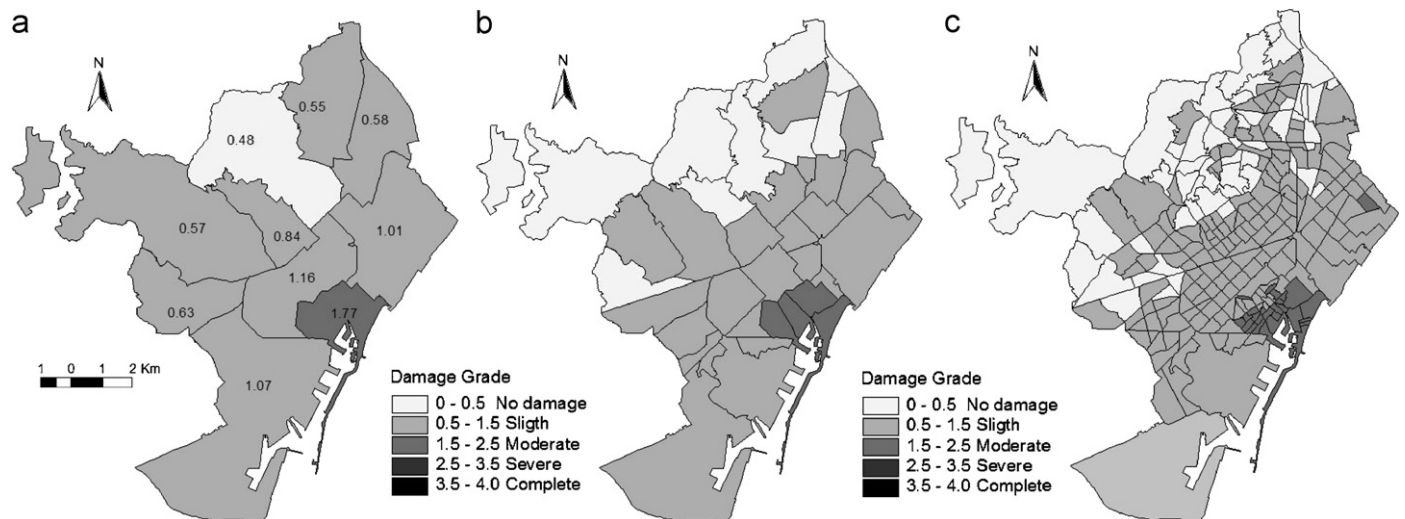 a
b
c
N
N
N
0.55
0.58
0.48
0.57
0.84
1.01
1.16
0.63
1.77
1.07
1 0 1 2 Km
Damage Grade
0 - 0.5 No damage
0.5 - 1.5 Sligth
1.5 - 2.5 Moderate
2.5 - 3.5 Severe
3.5 - 4.0 Complete
Damage Grade
0 - 0.5 No damage
0.5 - 1.5 Sligth
1.5 - 2.5 Moderate
2.5 - 3.5 Severe
3.5 - 4.0 Complete